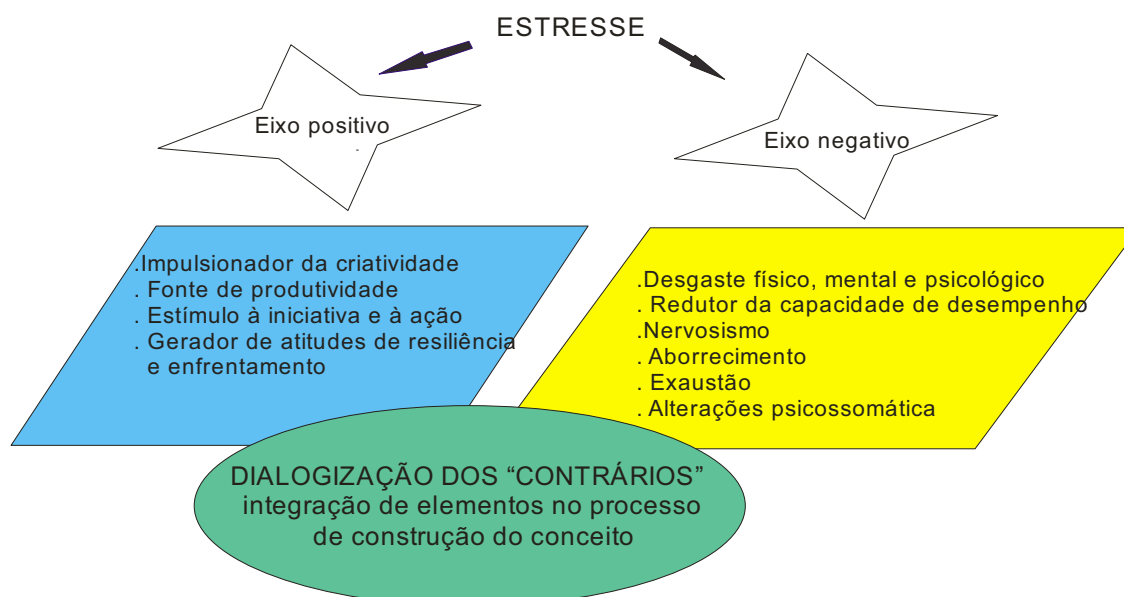 ESTRESSE
Eixo positivo
Eixo negativo
.Impulsionador da criatividade
. Fonte de produtividade
. Estímulo à iniciativa e à ação
. Gerador de atitudes de resiliência
e enfrentamento
.Desgaste físico, mental e psicológico
. Redutor da capacidade de desempenho
.Nervosismo
. Aborrecimento
. Exaustão
. Alterações psicossomática
DIALOGIZAÇÃO DOS “CONTRÁRIOS”
integração de elementos no processo
de construção do conceito